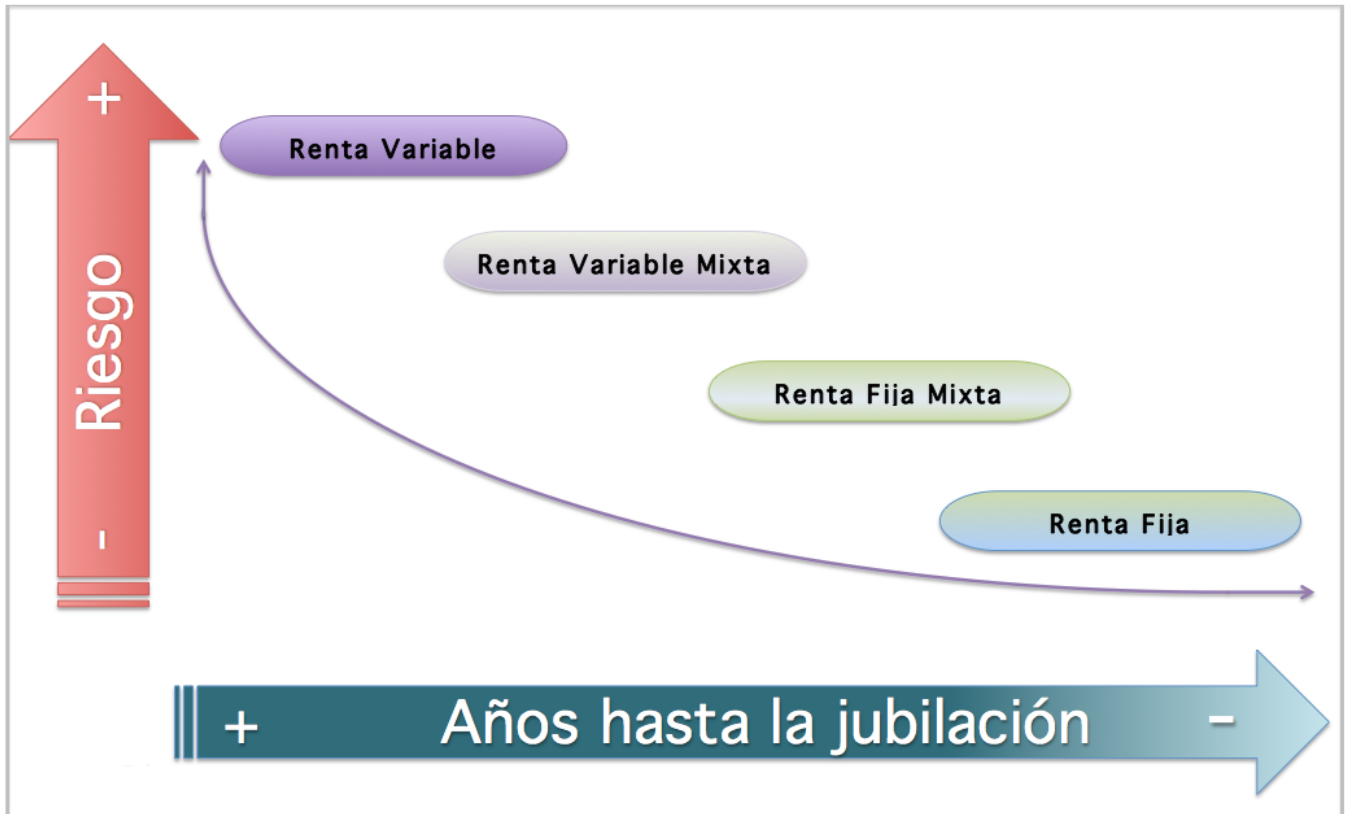 +
Riesgo
-
Renta Variable
Renta Variable Mixta
Renta Fija Mixta
Renta Fija
+ Años hasta la jubilación -